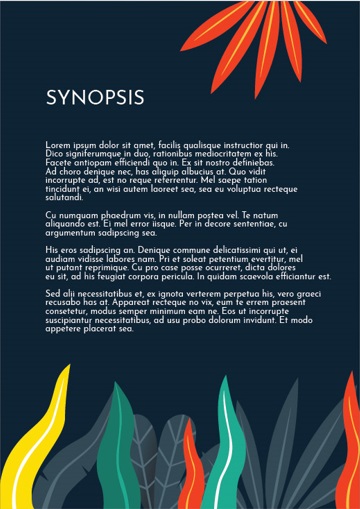 SYNOPSIS
Lorem ipsum dolor sit amet, facilis qualisque instructior qui in.
Dico signiferumque in duo, rationibus mediocritatem ex his.
Facete antiopam efficiendi quo in. Ex sit nostro definiebas.
Ad choro denique nec, has aliquip albucius at. Quo vidit
incorrupte ad, est no reque referrentur. Mel saepe tation
tincidunt ei, an wisi autem laoreet sea, sea eu voluptua recteque
salutandi.
Cu numquam phaedrum vis, in nullam postea vel. Te natum
aliquando est. Ei mel error iisque. Per in decore sententiae, cu
argumentum sadipscing sea.
His eros sadipscing an. Denique commune delicatissimi qui ut, ei
audiam vidisse labores nam. Pri et soleat petentium evertitur, mel
ut putant reprimique. Cu pro case posse ocurreret, dicta dolores
eu sit, ad his feugiat corpora pericula. In quidam scaevola efficiantur est.
Sed alii necessitatibus et, ex ignota verterem perpetua his, vero graeci
recusabo has at. Appareat recteque no vix, eum te errem praesent
consetetur, modus semper minimum eam ne. Eos ut incorrupte
suscipiantur necessitatibus, ad usu probo dolorum invidunt. Et modo
appetere placerat sea.